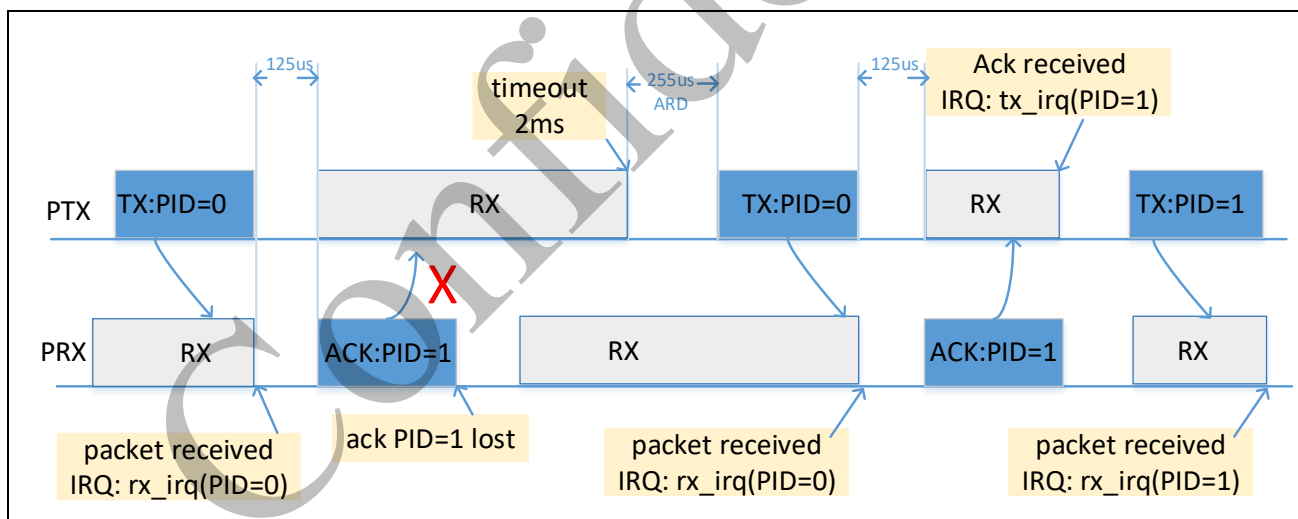 125us
timeout
2ms
255us
ARD
125us
Ack received
IRQ: tx_irq(PID=1)
PTX
TX:PID=0
RX
TX:PID=0
RX
TX:PID=1
X
PRX
RX
ACK:PID=1
RX
ACK:PID=1
RX
packet received
IRQ: rx_irq(PID=0)
ack PID=1 lost
packet received
IRQ: rx_irq(PID=0)
packet received
IRQ: rx_irq(PID=1)
Confide